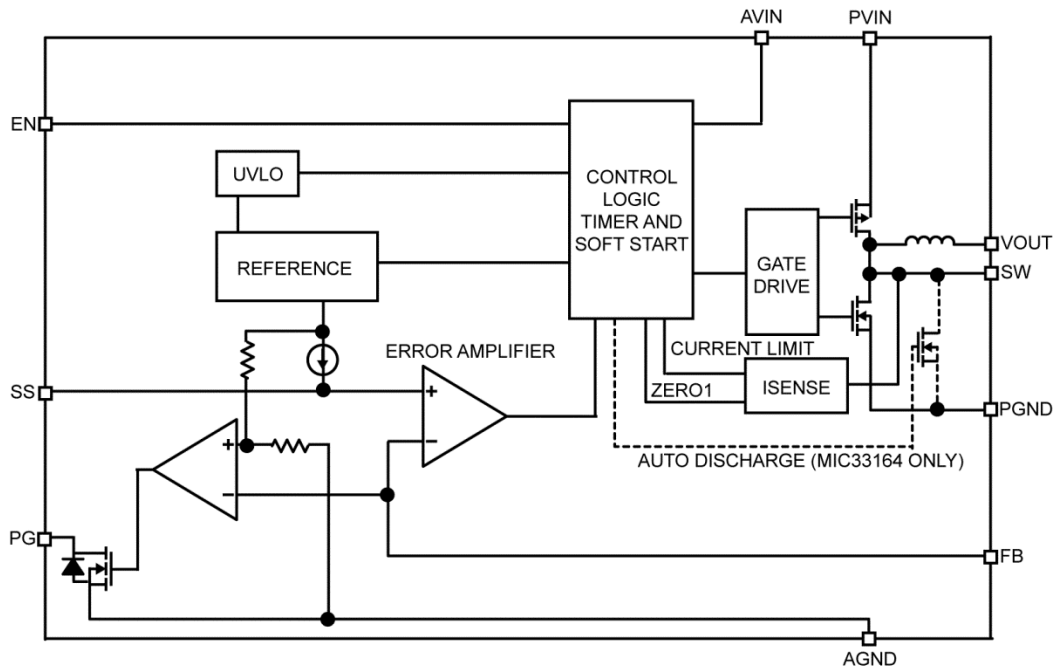 AVIN
PVIN
EN
UVLO
REFERENCE
CONTROL
LOGIC
TIMER AND
SOFT START
GATE
DRIVE
VOUT
SW
ERROR AMPLIFIER
CURRENT LIMIT
ZERO1
ISENSE
SS
+
−
PGND
+
−
AUTO DISCHARGE (MIC33164 ONLY)
PG
FB
AGND